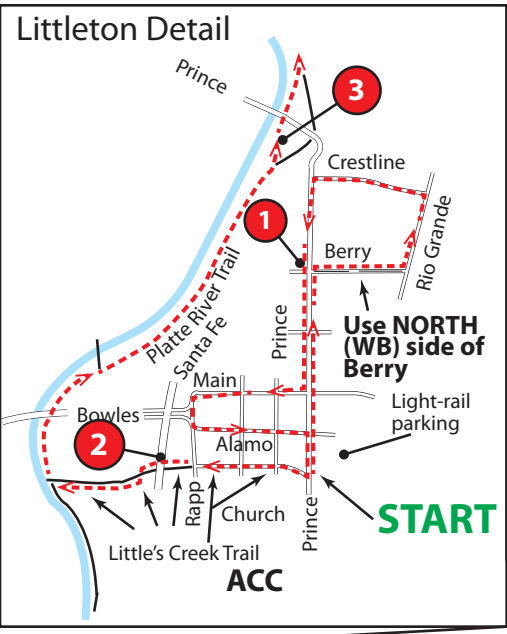 Littleton Detail
Prince
3
Crestline
1
Berry
Rio Grande
Platte River Trail
Santa Fe
Prince
Use NORTH
(WB) side of
Berry
Main
Light-rail
parking
Bowles
2
Alamo
START
Rapp
Church
Prince
Little's Creek Trail
ACC